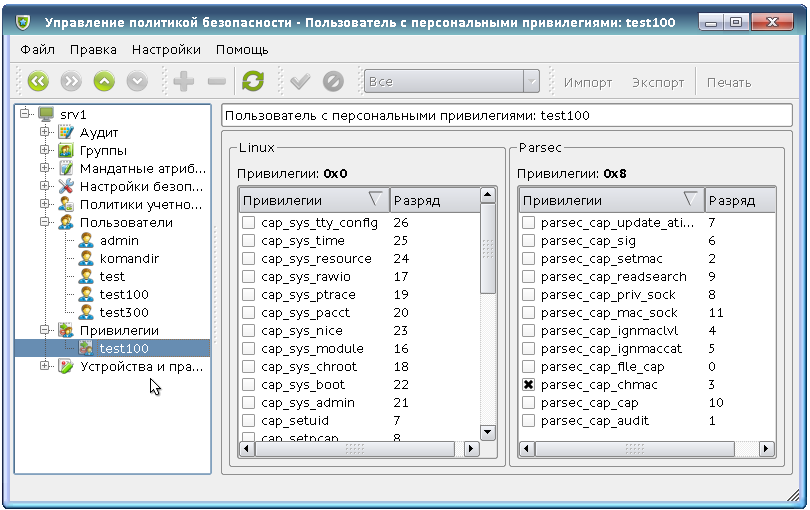 Управление политикой безопасности - Пользователь с персональными привилегиями: test100
Файл Правка Настройки Помощь
Все Импорт Экспорт Печать
srv1
Аудит
Группы
Мандатные атриб...
Настройки безоп...
Политики учетно...
Пользователи
admin
komandir
test
test100
test300
Привилегии
test100
Устройства и пра...
Пользователь с персональными привилегиями: test100
Linux
Привилегии: 0x0
Привилегии Разряд
cap_sys_tty_config 26
cap_sys_time 25
cap_sys_resource 24
cap_sys_rawio 17
cap_sys_ptrace 19
cap_sys_pacct 20
cap_sys_nice 23
cap_sys_module 16
cap_sys_chroot 18
cap_sys_boot 22
cap_sys_admin 21
cap_setuid 7
cap_setpcap 8
Parsec
Привилегии: 0x8
Привилегии Разряд
parsec_cap_update_ati... 7
parsec_cap_sig 6
parsec_cap_setmac 2
parsec_cap_readsearch 9
parsec_cap_priv_sock 8
parsec_cap_mac_sock 11
parsec_cap_ignmaclvl 4
parsec_cap_ignmaccat 5
parsec_cap_file_cap 0
parsec_cap_chmac 3
parsec_cap_cap 10
parsec_cap_audit 1